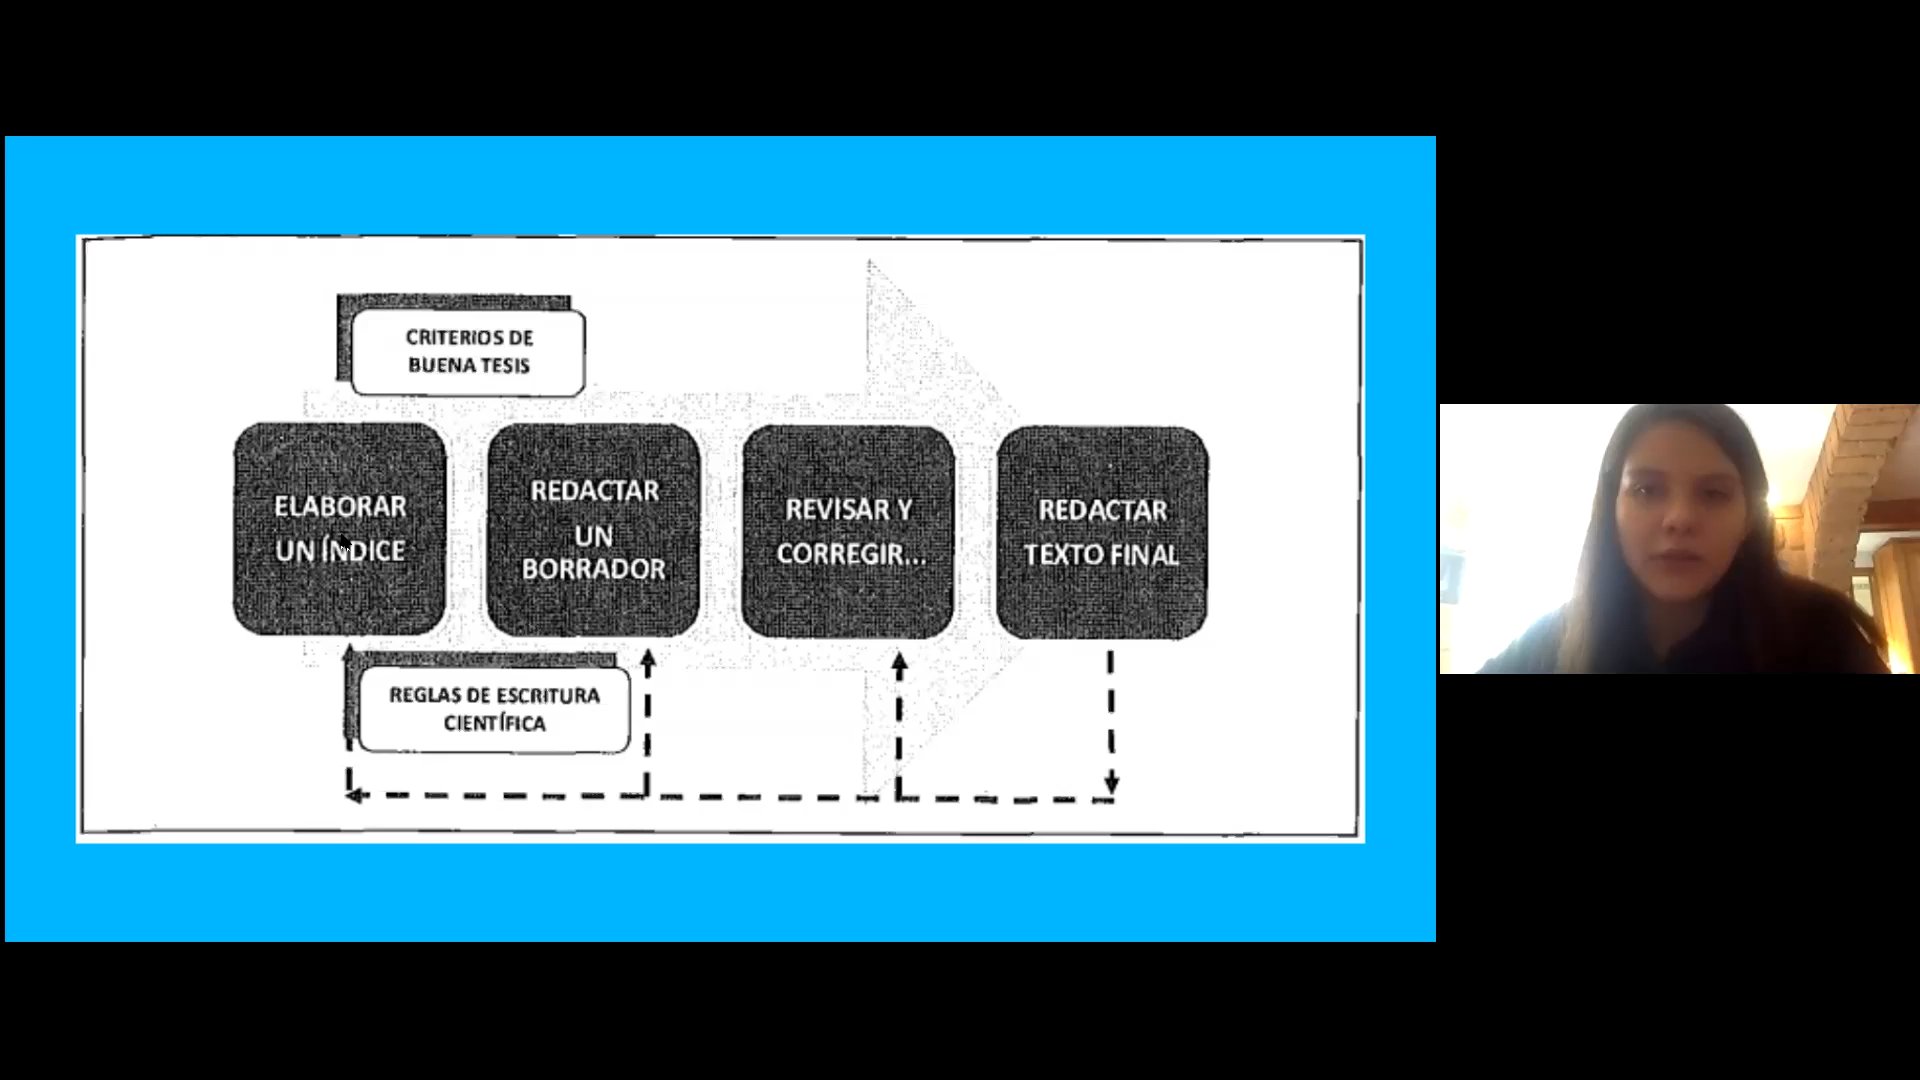 CRITERIOS DE
BUENA TESIS
ELABORAR
UN ÍNDICE
REDACTAR
UN
BORRADOR
REVISAR Y
CORREGIR...
REDACTAR
TEXTO FINAL
REGLAS DE ESCRITURA
CIENTÍFICA